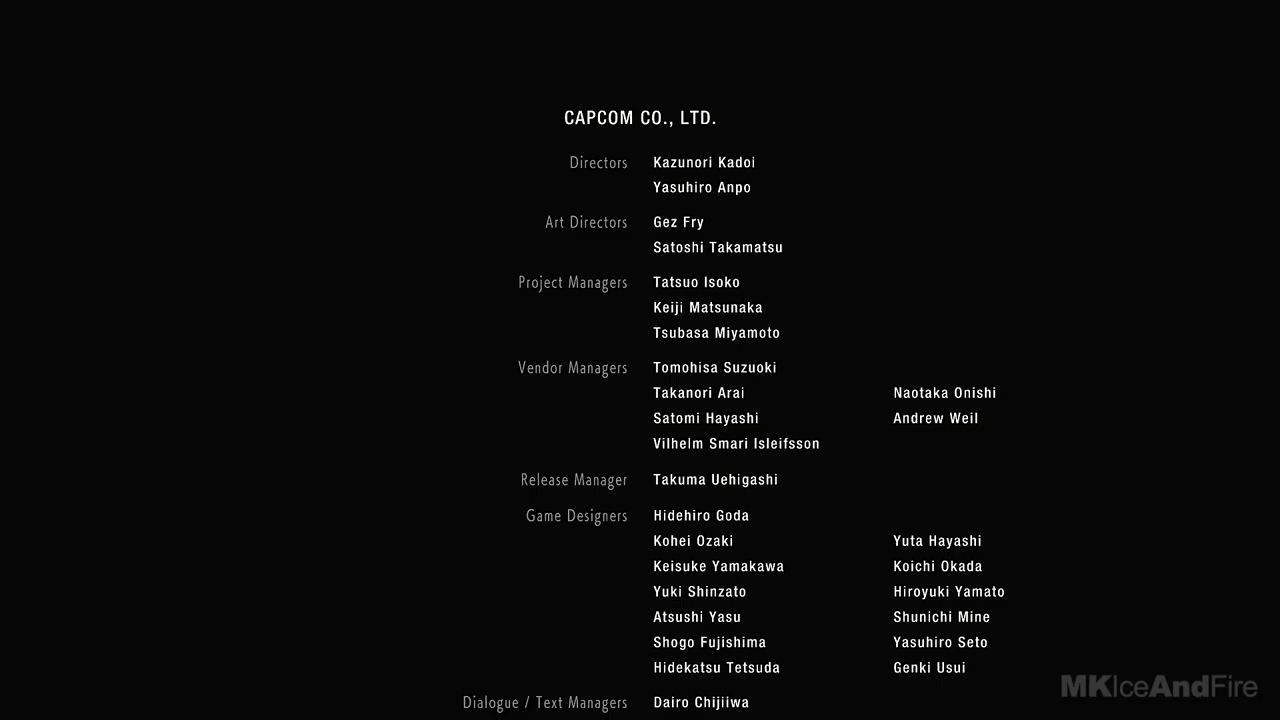 CAPCOM CO., LTD.
Directors Kazunori Kadoi
Yasuhiro Anpo
Art Directors Gez Fry
Satoshi Takamatsu
Project Managers Tatsuo Isoko
Keiji Matsunaka
Tsubasa Miyamoto
Vendor Managers Tomohisa Suzuoki
Takanori Arai Naotaka Onishi
Satomi Hayashi Andrew Weil
Vilhelm Smari Isleifsson
Release Manager Takuma Uehigashi
Game Designers Hidehiro Goda
Kohei Ozaki Yuta Hayashi
Keisuke Yamakawa Koichi Okada
Yuki Shinzato Hiroyuki Yamato
Atsushi Yasu Shunichi Mine
Shogo Fujishima Yasuhiro Seto
Hidekatsu Tetsuda Genki Usui
Dialogue / Text Managers Dairo Chijiiwa
MKIceAndFire